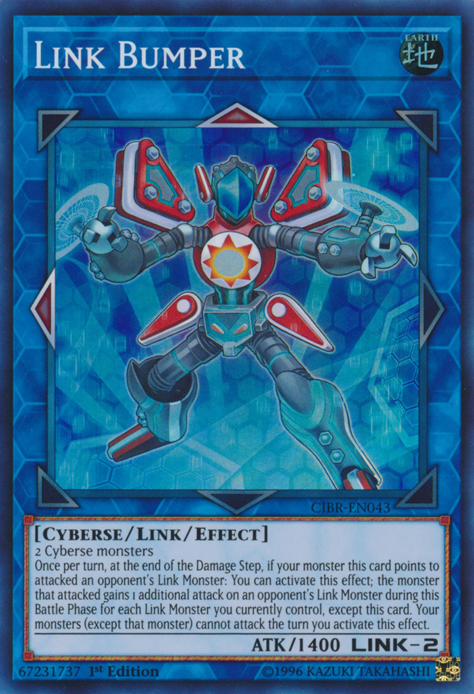 LINK BUMPER
EARTH
地
CIBR-EN043
[CYBERSE/LINK/EFFECT]
2 Cyberse monsters
Once per turn, at the end of the Damage Step, if your monster this card points to
attacked an opponent's Link Monster: You can activate this effect; the monster
that attacked gains 1 additional attack on an opponent's Link Monster during this
Battle Phase for each Link Monster you currently control, except this card. Your
monsters (except that monster) cannot attack the turn you activate this effect.
ATK/1400 LINK-2
67231737 1st Edition ©1996 KAZUKI TAKAHASHI